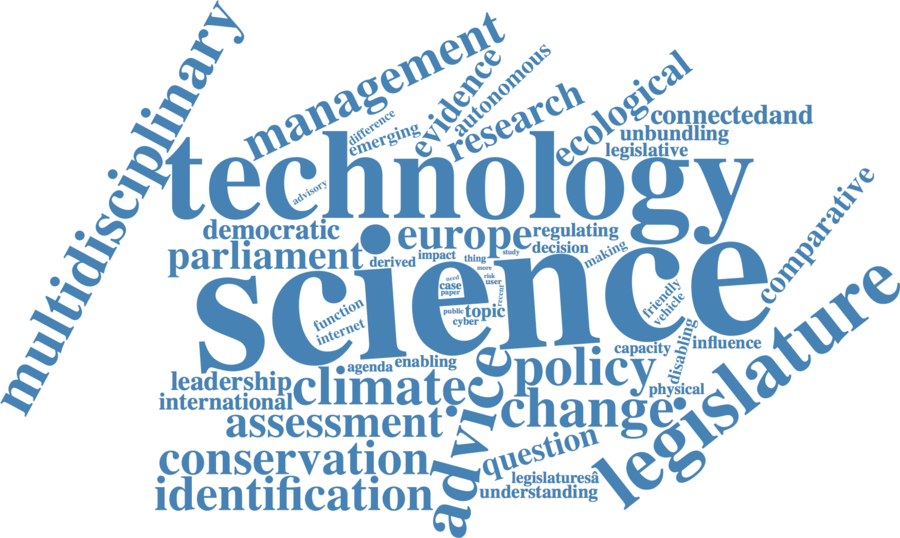 multidisciplinary
management
difference
emerging
evidence
autonomous
research
ecological
connectedand
unbundling
legislative
technology
advisory
democratic
parliament
derived
europe
impact
thing
study
more
regulating
decision
making
comparative
science
need
case
paper
risk
user
recent
public
topic
cyber
function
internet
friendly
vehicle
disabling
agenda
enabling
capacity
influence
leadership
international
climate
advice
policy
physical
change
legislature
assessment
conservation
identification
question
legislaturesâ
understanding